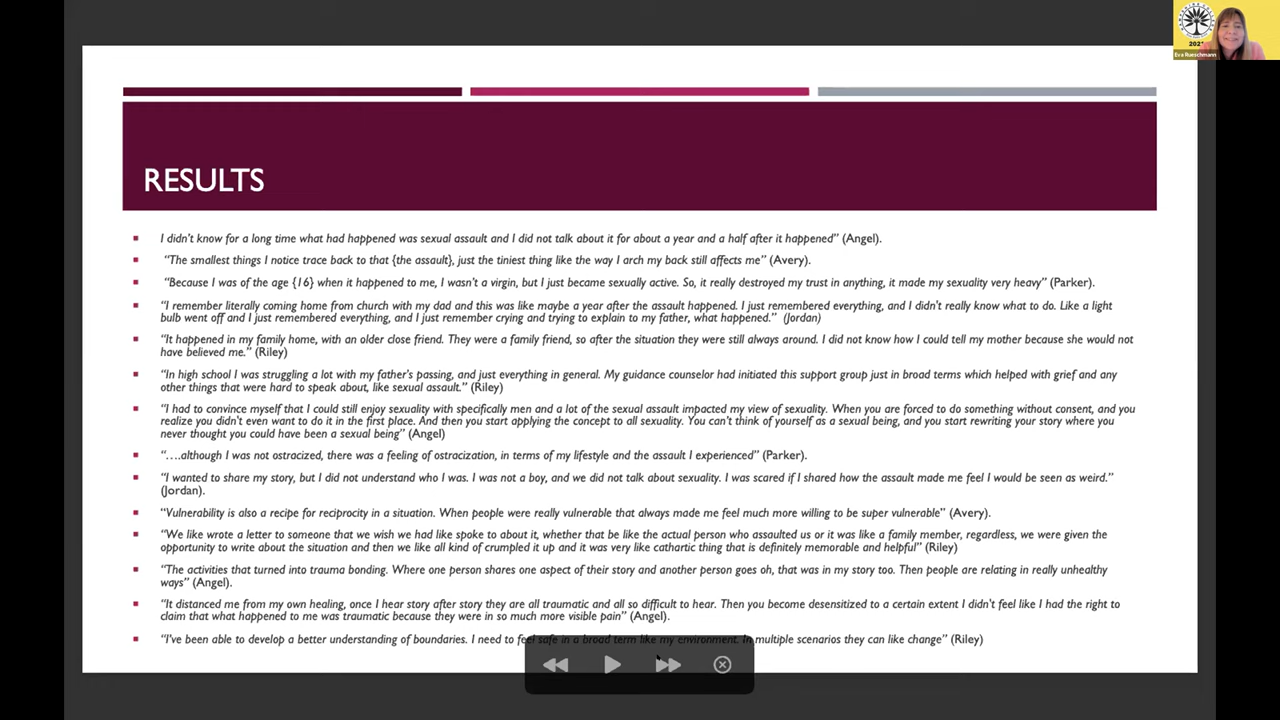 2021
Eva Rueschmann
RESULTS
I didn't know for a long time what had happened was sexual assault and I did not talk about it for about a year and a half after it happened" (Angel).
"The smallest things I notice trace back to that {the assault}, just the tiniest thing like the way I arch my back still affects me" (Avery).
"Because I was of the age {16} when it happened to me, I wasn't a virgin, but I just became sexually active. So, it really destroyed my trust in anything, it made my sexuality very heavy" (Parker).
"I remember literally coming home from church with my dad and this was like maybe a year after the assault happened. I just remembered everything, and I didn't really know what to do. Like a light
bulb went off and I just remembered everything, and I just remember crying and trying to explain to my father, what happened." (Jordan)
"It happened in my family home, with an older close friend. They were a family friend, so after the situation they were still always around. I did not know how I could tell my mother because she would not
have believed me." (Riley)
"In high school I was struggling a lot with my father's passing, and just everything in general. My guidance counselor had initiated this support group just in broad terms which helped with grief and any
other things that were hard to speak about, like sexual assault." (Riley)
"I had to convince myself that I could still enjoy sexuality with specifically men and a lot of the sexual assault impacted my view of sexuality. When you are forced to do something without consent, and you
realize you didn't even want to do it in the first place. And then you start applying the concept to all sexuality. You can't think of yourself as a sexual being, and you start rewriting your story where you
never thought you could have been a sexual being" (Angel)
"….although I was not ostracized, there was a feeling of ostracization, in terms of my lifestyle and the assault I experienced" (Parker).
"I wanted to share my story, but I did not understand who I was. I was not a boy, and we did not talk about sexuality. I was scared if I shared how the assault made me feel I would be seen as weird."
(Jordan).
"Vulnerability is also a recipe for reciprocity in a situation. When people were really vulnerable that always made me feel much more willing to be super vulnerable" (Avery).
"We like wrote a letter to someone that we wish we had like spoke to about it, whether that be like the actual person who assaulted us or it was like a family member, regardless, we were given the
opportunity to write about the situation and then we like all kind of crumpled it up and it was very like cathartic thing that is definitely memorable and helpful" (Riley)
"The activities that turned into trauma bonding. Where one person shares one aspect of their story and another person goes oh, that was in my story too. Then people are relating in really unhealthy
ways" (Angel).
"It distanced me from my own healing, once I hear story after story they are all traumatic and all so difficult to hear. Then you become desensitized to a certain extent I didn't feel like I had the right to
claim that what happened to me was traumatic because they were in so much more visible pain" (Angel).
"I've been able to develop a better understanding of boundaries. I need to feel safe in a broad term like my environment. In multiple scenarios they can like change" (Riley)